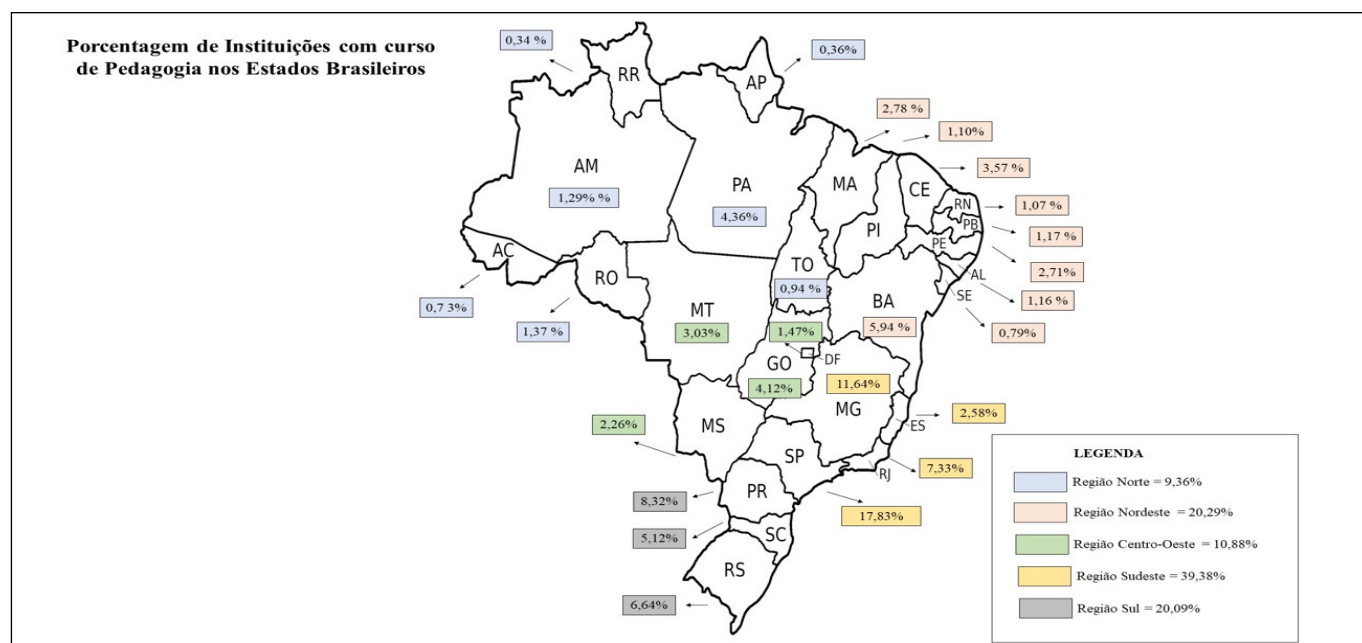 Porcentagem de Instituições com curso
de Pedagogia nos Estados Brasileiros
0,34 %
0,36%
RR
AP
2,78 %
1,10%
3,57 %
AM
1,29% %
PA
4,36%
MA
CE
RN
1,07 %
PB
1,17 %
PI
PE
2,71%
AC
RO
TO
0,94 %
AL
1,16 %
SE
0,79%
0,7 3%
1,37 %
MT
3,03%
BA
5,94 %
1,47%
DF
GO
4,12%
11,64%
MG
2,26%
MS
ES
2,58%
SP
RJ
7,33%
8,32%
PR
17,83%
5,12%
SC
RS
6,64%
LEGENDA
Região Norte = 9,36%
Região Nordeste = 20,29%
Região Centro-Oeste = 10,88%
Região Sudeste = 39,38%
Região Sul = 20,09%